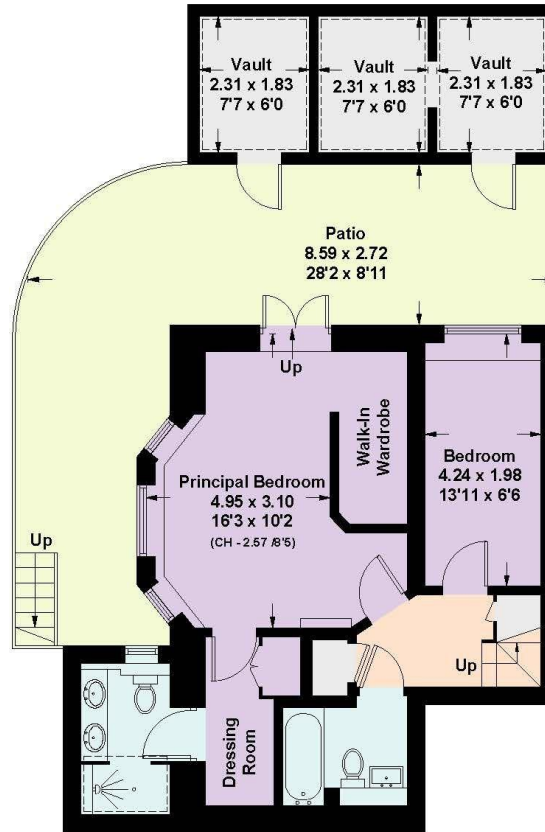 Vault
2.31 x 1.83
7'7 x 6'0
Vault
2.31 x 1.83
7'7 x 6'0
Vault
2.31 x 1.83
7'7 x 6'0
Patio
8.59 x 2.72
28'2 x 8'11
Up
Walk-In
Wardrobe
Principal Bedroom
4.95 x 3.10
16'3 x 10'2
(CH - 2.57 /8'5)
Bedroom
4.24 x 1.98
13'11 x 6'6
Up
Up
Dressing
Room